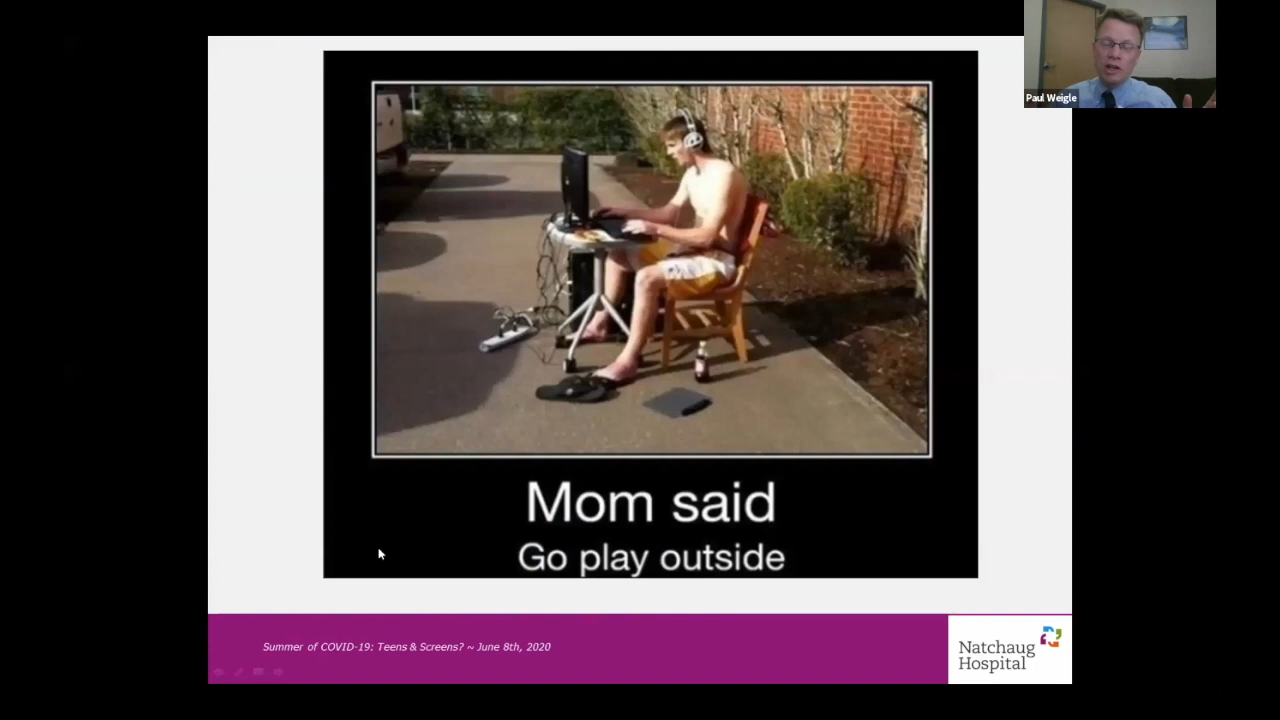 Paul Weigle
Mom said
Go play outside
Summer of COVID-19: Teens & Screens? ~ June 8th, 2020
Natchaug
Hospital